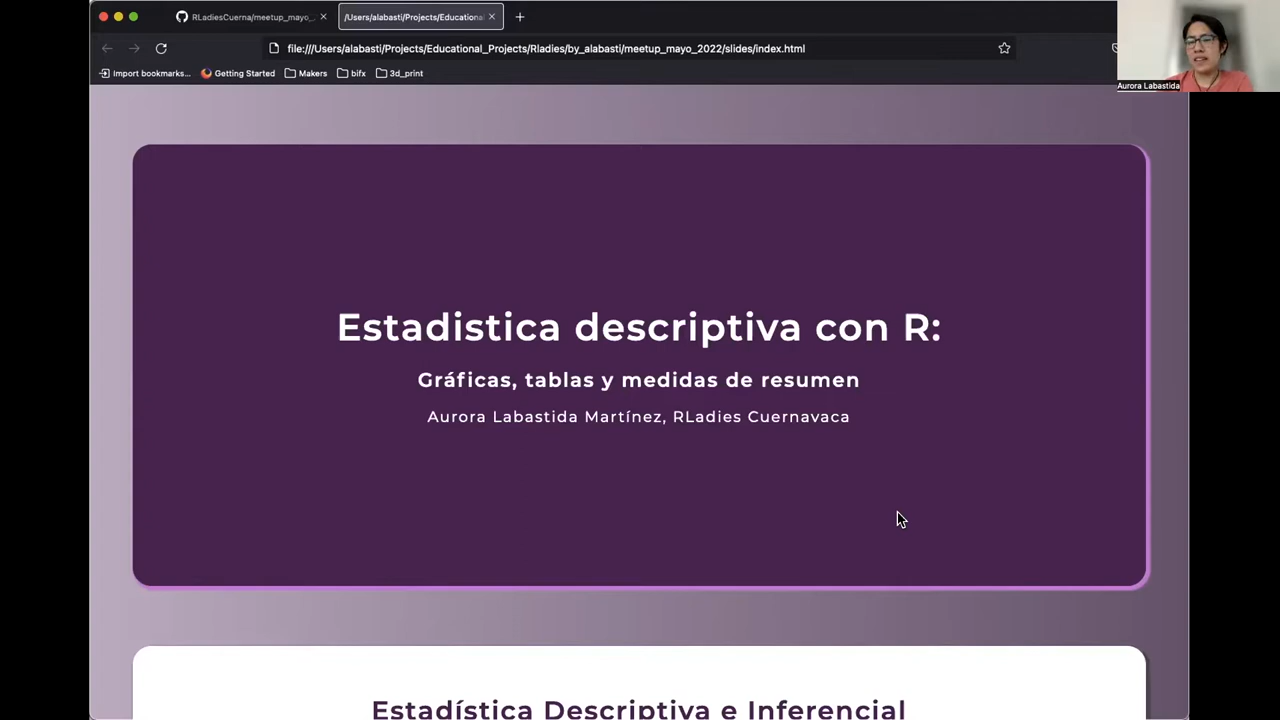 RLadiesCuerna/meetup_mayo_..
/Users/alabasti/Projects/Educational
file:///Users/alabasti/Projects/Educational_Projects/Rladies/by_alabasti/meetup_mayo_2022/slides/index.html
Import bookmarks...
Getting Started
Makers
bifx
3d_print
Aurora Labastida
Estadistica descriptiva con R:
Gráficas, tablas y medidas de resumen
Aurora Labastida Martínez, RLadies Cuernavaca
Estadística Descriptiva e Inferencial